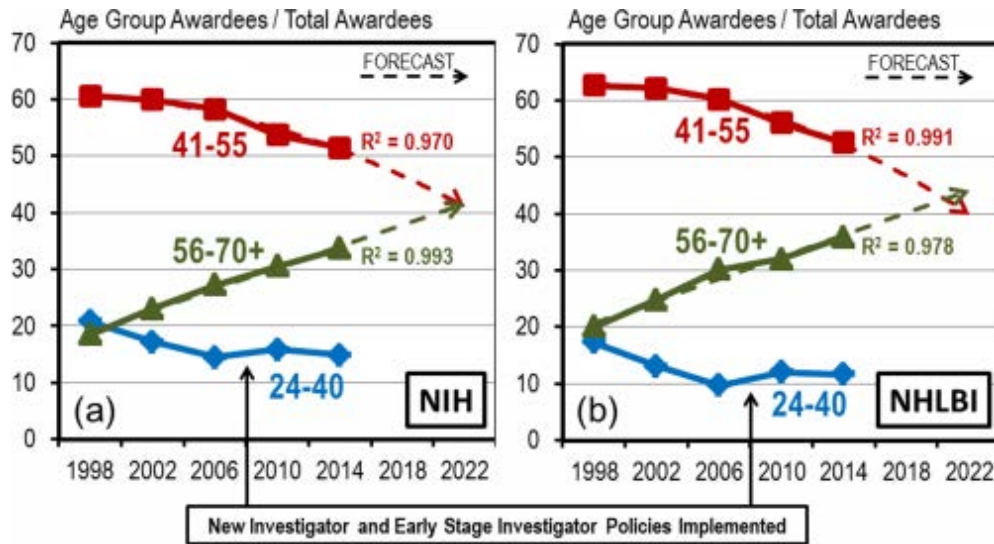 Age Group Awardees / Total Awardees
70
60
50
40
30
20
10
0
FORECAST
41-55
R² = 0.970
56-70+
R² = 0.993
24-40
(a)
NIH
1998 2002 2006 2010 2014 2018 2022
Age Group Awardees / Total Awardees
70
60
50
40
30
20
10
0
FORECAST
41-55
R² = 0.991
56-70+
R² = 0.978
24-40
(b)
NHLBI
1998 2002 2006 2010 2014 2018 2022
New Investigator and Early Stage Investigator Policies Implemented